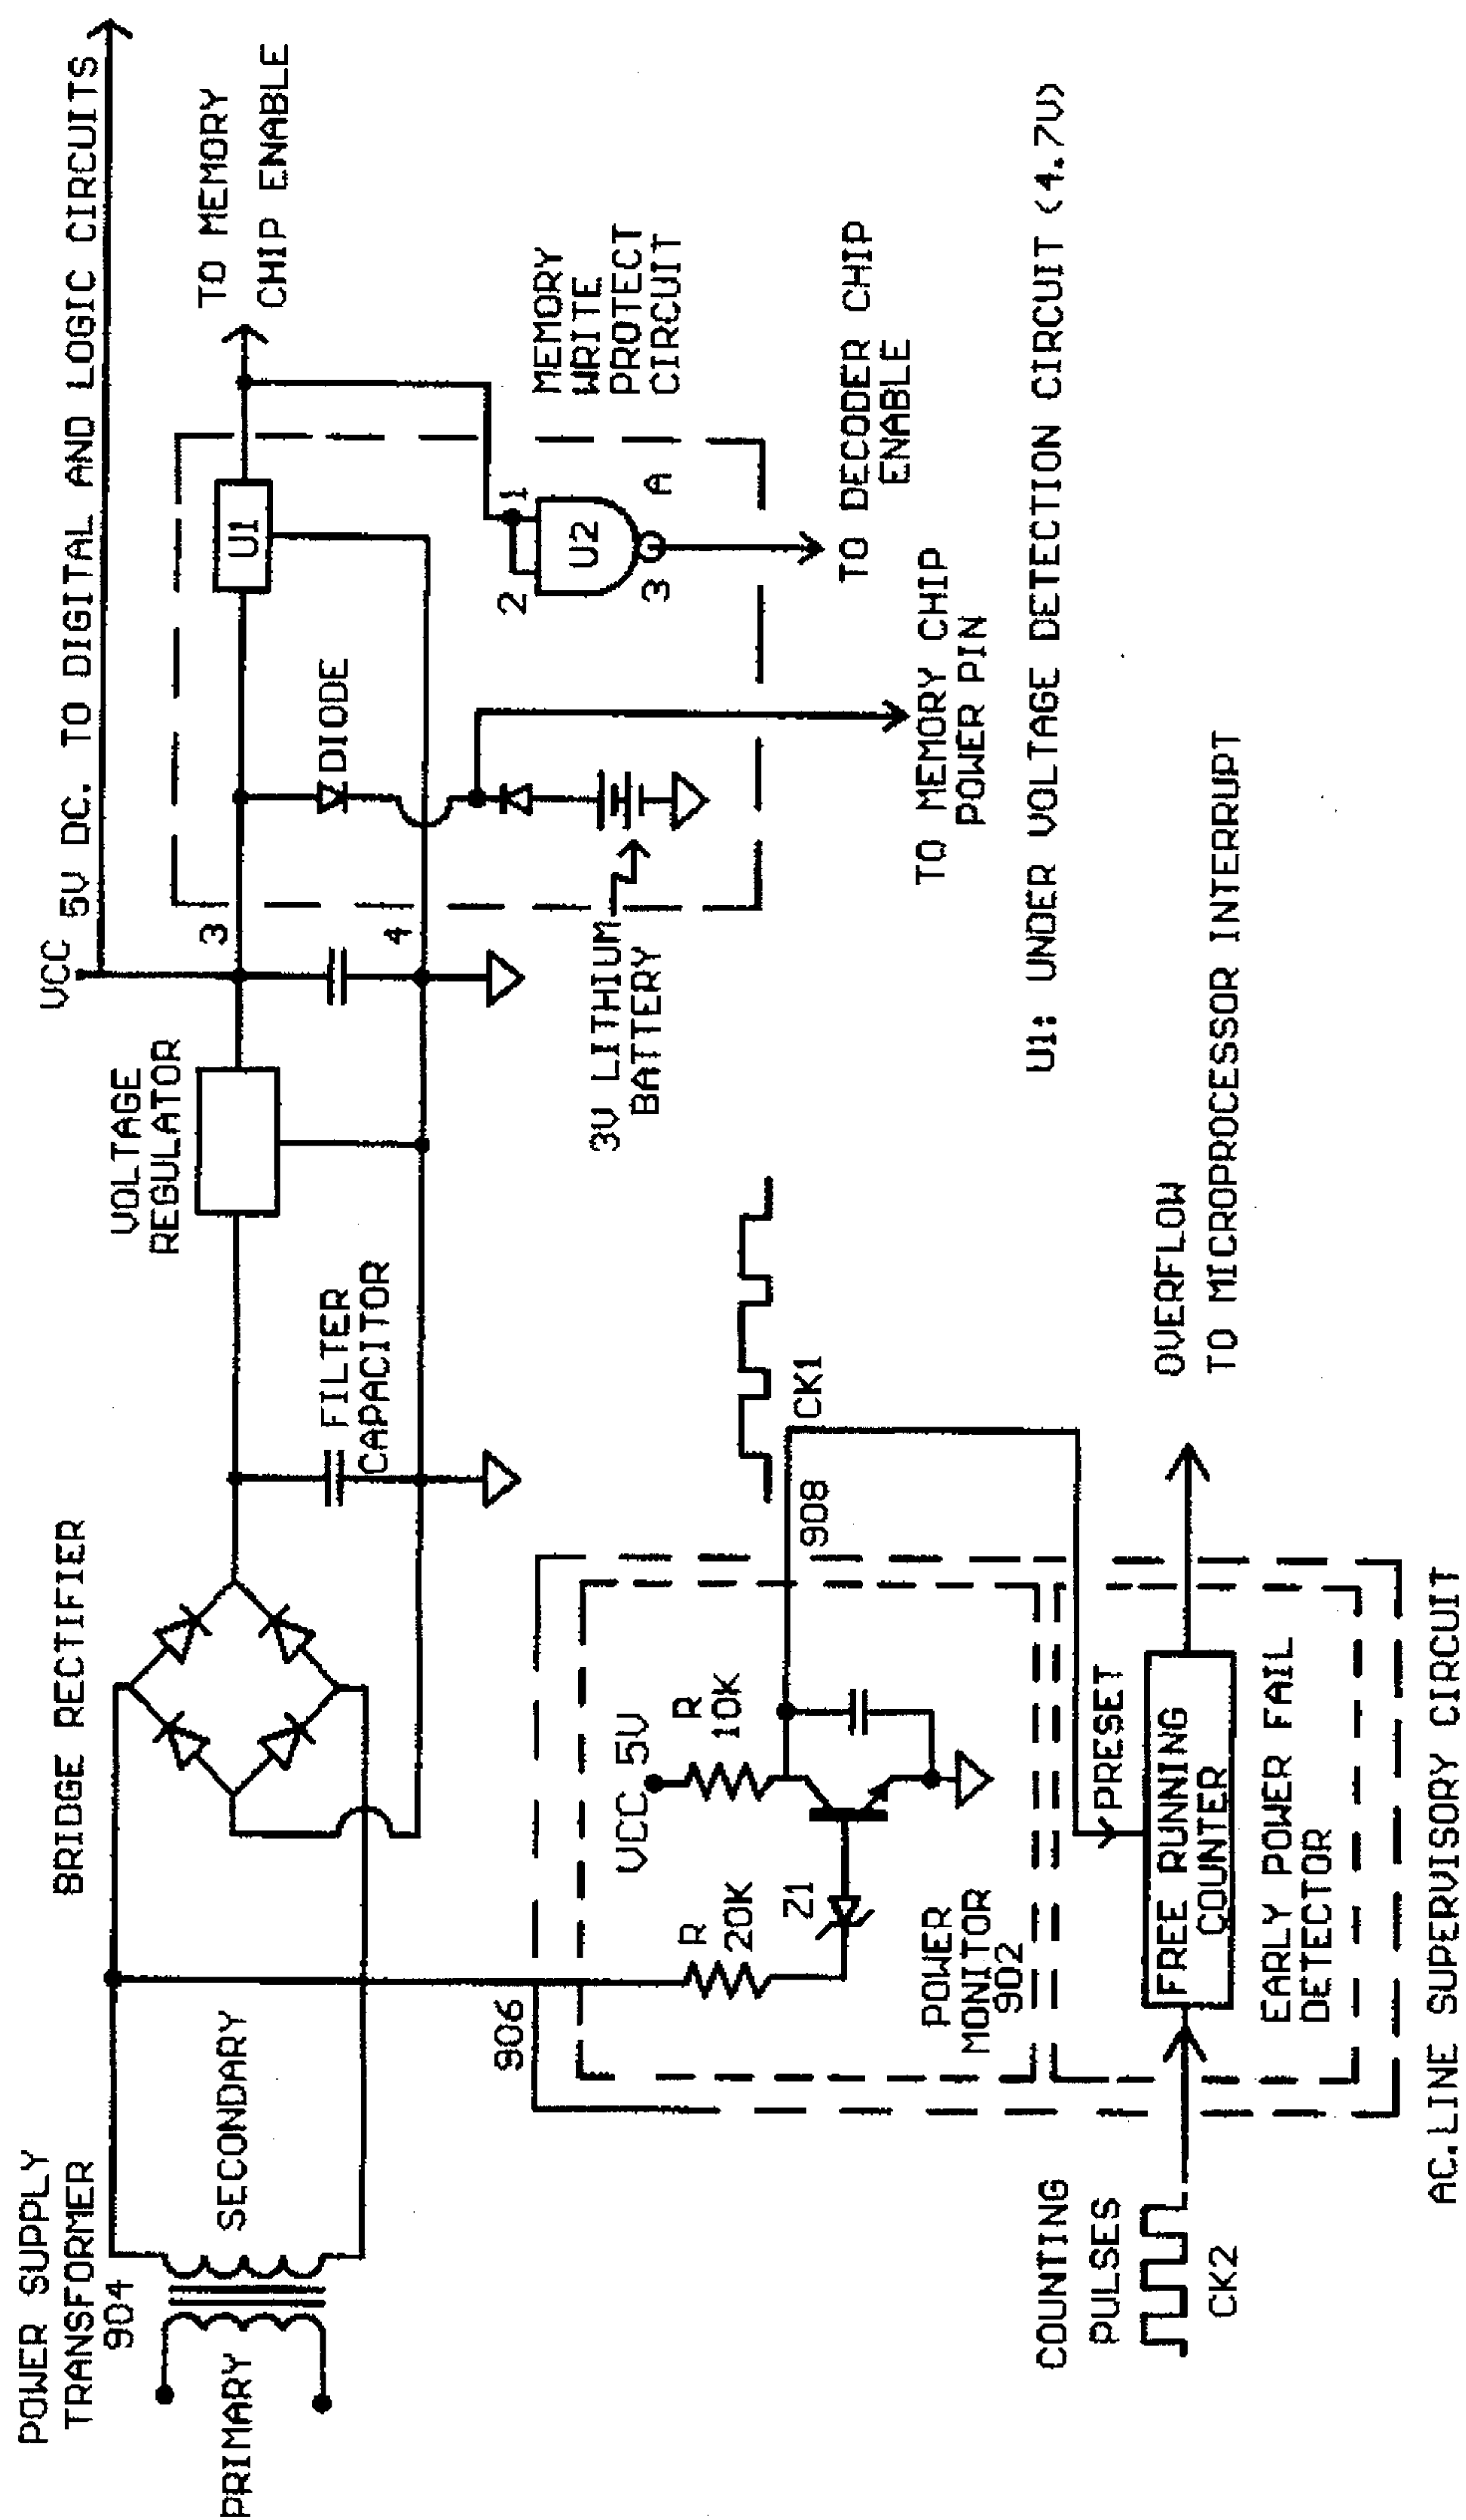 POWER SUPPLY
TRANSFORMER
904
PRIMARY
SECONDARY
BRIDGE RECTIFIER
FILTER
CAPACITOR
VOLTAGE
REGULATOR
VCC
5V DC. TO DIGITAL AND LOGIC CIRCUITS
3
4
DIODE
U1
TO MEMORY
CHIP ENABLE
3V LITHIUM
BATTERY
1
2
U2
3
A
MEMORY
WRITE
PROTECT
CIRCUIT
TO DECODER CHIP
ENABLE
TO MEMORY CHIP
POWER PIN
U1: UNDER VOLTAGE DETECTION CIRCUIT (4.7V)
906
R
20K
Z1
VCC 5V
R
10K
908
CK1
POWER
MONITOR
902
PRESET
FREE RUNNING
COUNTER
EARLY POWER FAIL
DETECTOR
COUNTING
PULSES
CK2
OVERFLOW
TO MICROPROCESSOR INTERRUPT
AC.LINE SUPERVISORY CIRCUIT